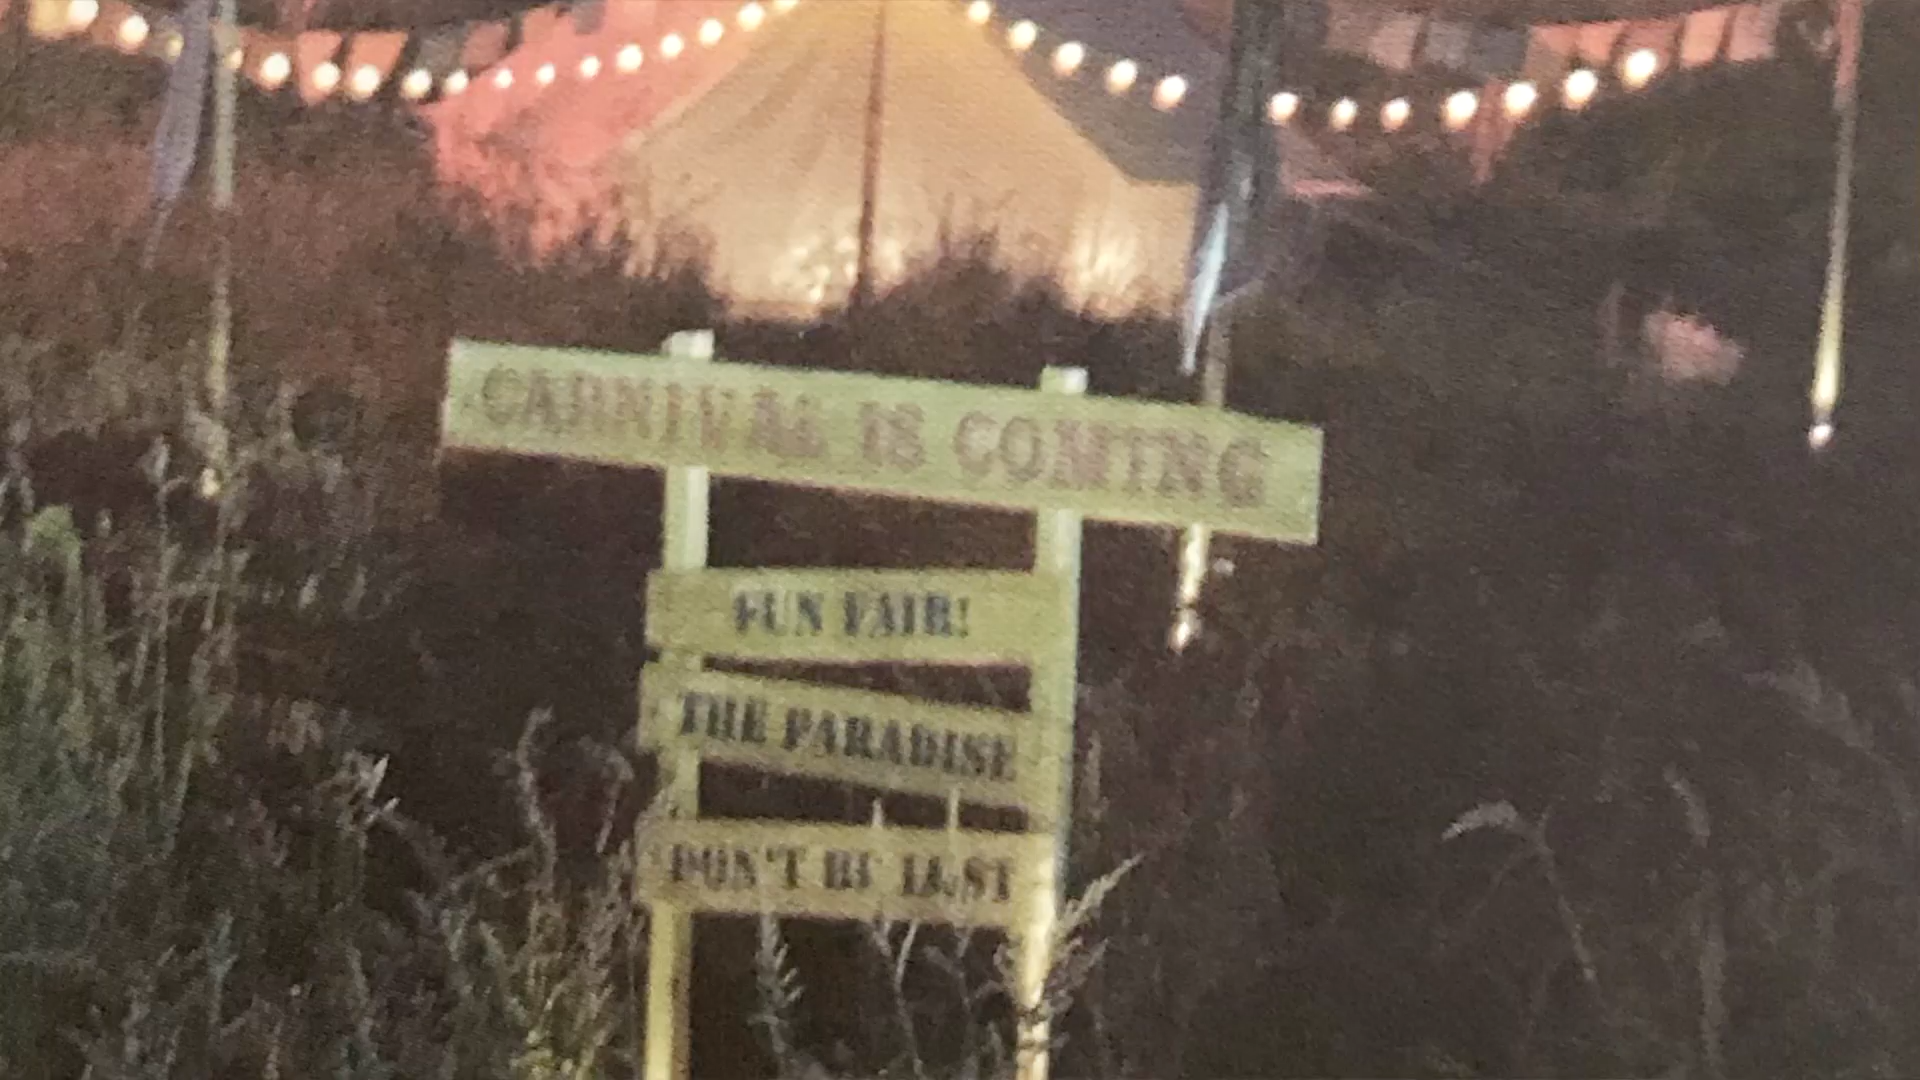 CARNIVAL IS COMING
FUN FAIR!
THE PARADISE
DON'T BE LAST